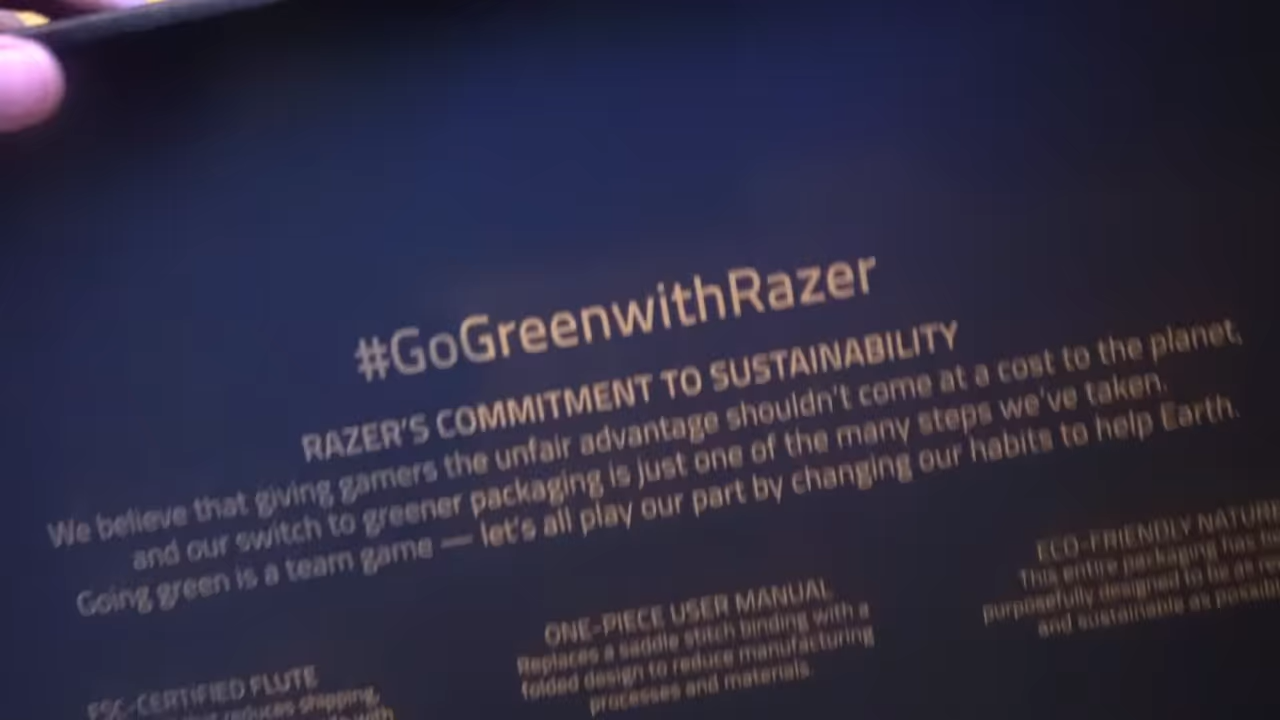 #GoGreenwithRazer
RAZER'S COMMITMENT TO SUSTAINABILITY
We believe that giving gamers the unfair advantage shouldn't come at a cost to the planet,
and our switch to greener packaging is just one of the many steps we've taken.
Going green is a team game — let's all play our part by changing our habits to help Earth.
ECO-FRIENDLY
This entire packaging has
purposefully designed to be as
and sustainable as
ONE-PIECE USER MANUAL
Replaces a saddle stitch binding with a
folded design to reduce manufacturing
processes and materials.
FSC-CERTIFIED FLUTE
reduces shipping,
with